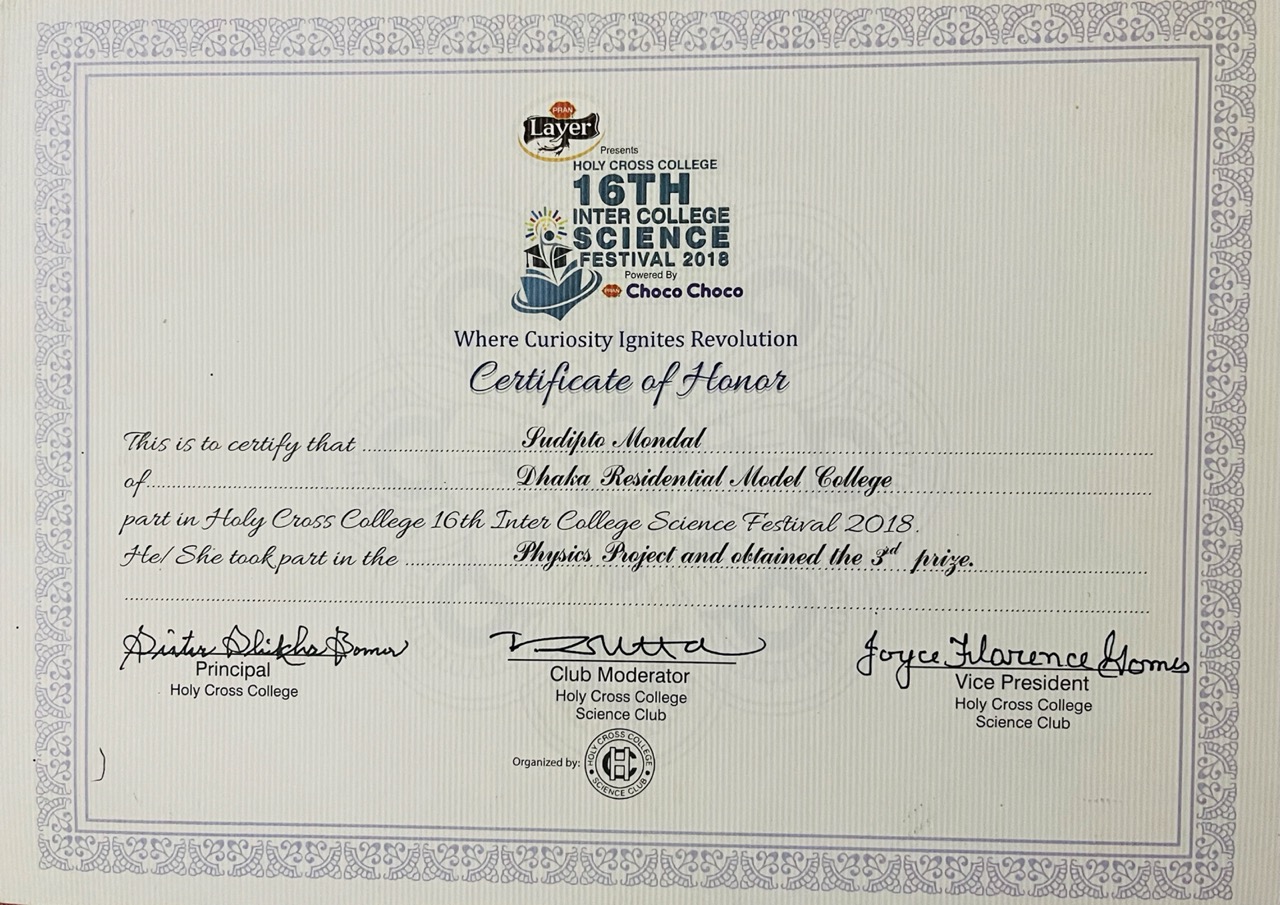 PRAN
Layer
Presents
HOLY CROSS COLLEGE
16TH
INTER COLLEGE
SCIENCE
FESTIVAL 2018
Powered By
PRAN Choco Choco
Where Curiosity Ignites Revolution
Certificate of Honor
This is to certify that Sudipto Mondal
of Dhaka Residential Model College
part in Holy Cross College 16th Inter College Science Festival 2018.
He/ She took part in the Physics Project and obtained the 3rd prize.
Sister Shikha Gomes
Joyce Florence Gomes
Principal
Holy Cross College
Club Moderator
Holy Cross College
Science Club
Vice President
Holy Cross College
Science Club
Organized by:
HOLY CROSS COLLEGE
SCIENCE CLUB